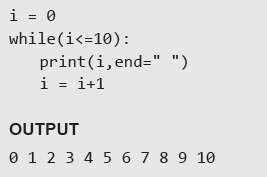 i = 0
while(i<=10):
    print(i,end=" ")
    i = i+1
OUTPUT
0 1 2 3 4 5 6 7 8 9 10